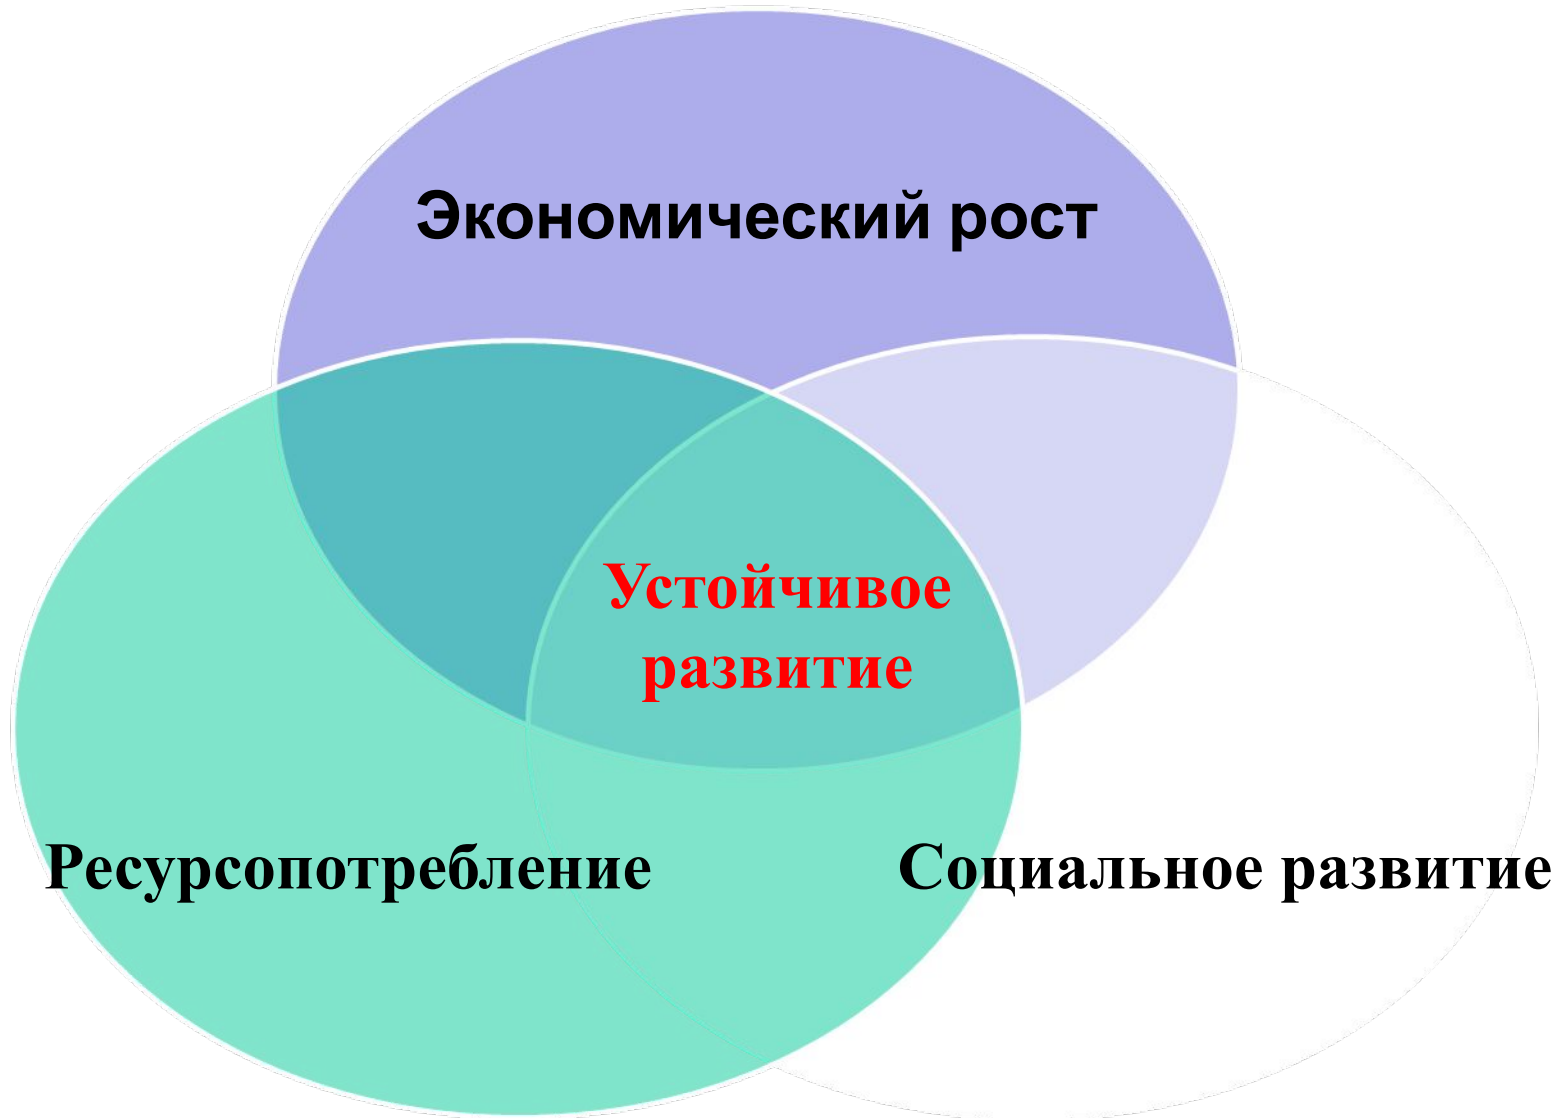 Экономический рост
Устойчивое
развитие
Ресурсопотребление
Социальное развитие